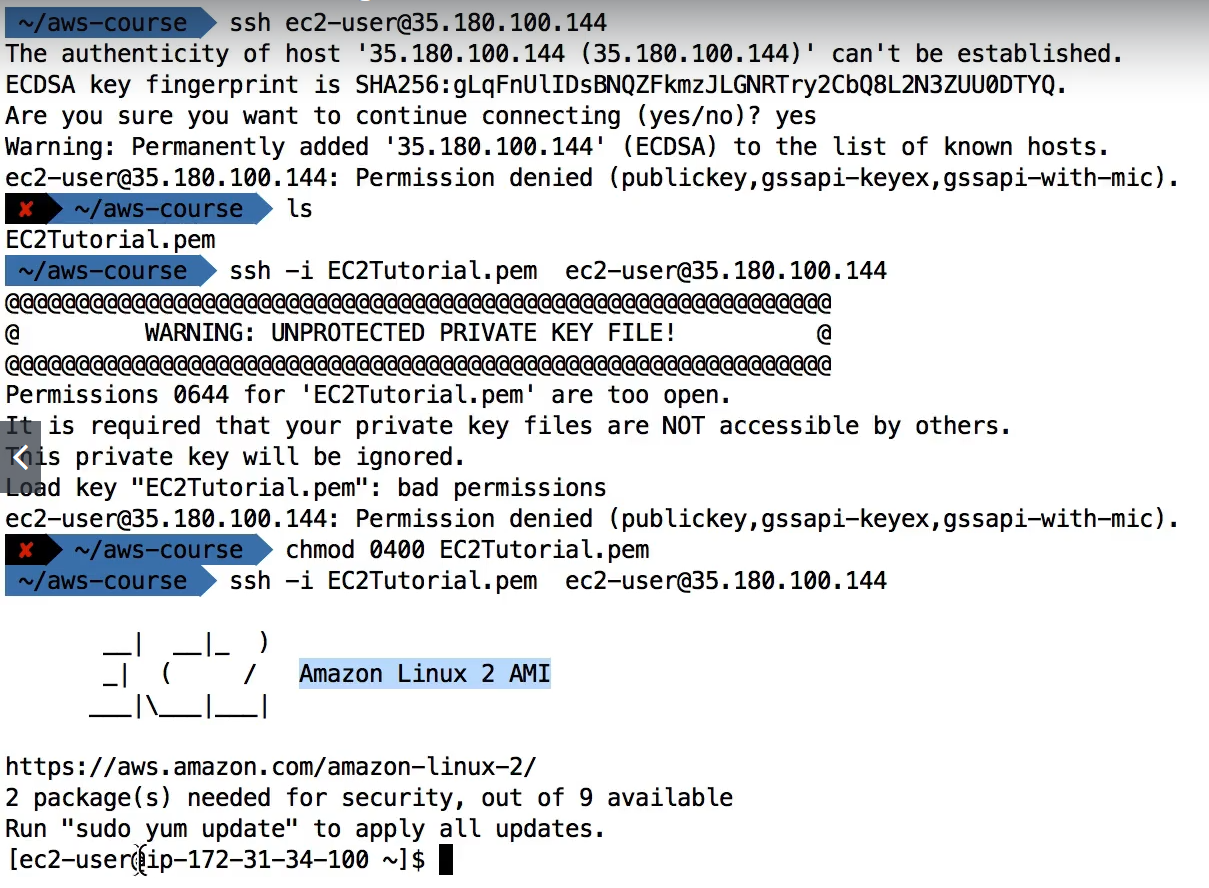 ~/aws-course ssh ec2-user@35.180.100.144
The authenticity of host '35.180.100.144 (35.180.100.144)' can't be established.
ECDSA key fingerprint is SHA256:gLqFnUlIDsBNQZFkmzJLGNRTry2CbQ8L2N3ZUU0DTYQ.
Are you sure you want to continue connecting (yes/no)? yes
Warning: Permanently added '35.180.100.144' (ECDSA) to the list of known hosts.
ec2-user@35.180.100.144: Permission denied (publickey,gssapi-keyex,gssapi-with-mic).
✘ ~/aws-course ls
EC2Tutorial.pem
~/aws-course ssh -i EC2Tutorial.pem  ec2-user@35.180.100.144
@@@@@@@@@@@@@@@@@@@@@@@@@@@@@@@@@@@@@@@@@@@@@@@@@@@@@@@@@@@
@         WARNING: UNPROTECTED PRIVATE KEY FILE!          @
@@@@@@@@@@@@@@@@@@@@@@@@@@@@@@@@@@@@@@@@@@@@@@@@@@@@@@@@@@@
Permissions 0644 for 'EC2Tutorial.pem' are too open.
It is required that your private key files are NOT accessible by others.
This private key will be ignored.
Load key "EC2Tutorial.pem": bad permissions
ec2-user@35.180.100.144: Permission denied (publickey,gssapi-keyex,gssapi-with-mic).
✘ ~/aws-course chmod 0400 EC2Tutorial.pem
~/aws-course ssh -i EC2Tutorial.pem  ec2-user@35.180.100.144
       __|  __|_  )
       _|  (     /   Amazon Linux 2 AMI
      ___|\___|___|
https://aws.amazon.com/amazon-linux-2/
2 package(s) needed for security, out of 9 available
Run "sudo yum update" to apply all updates.
[ec2-user@ip-172-31-34-100 ~]$